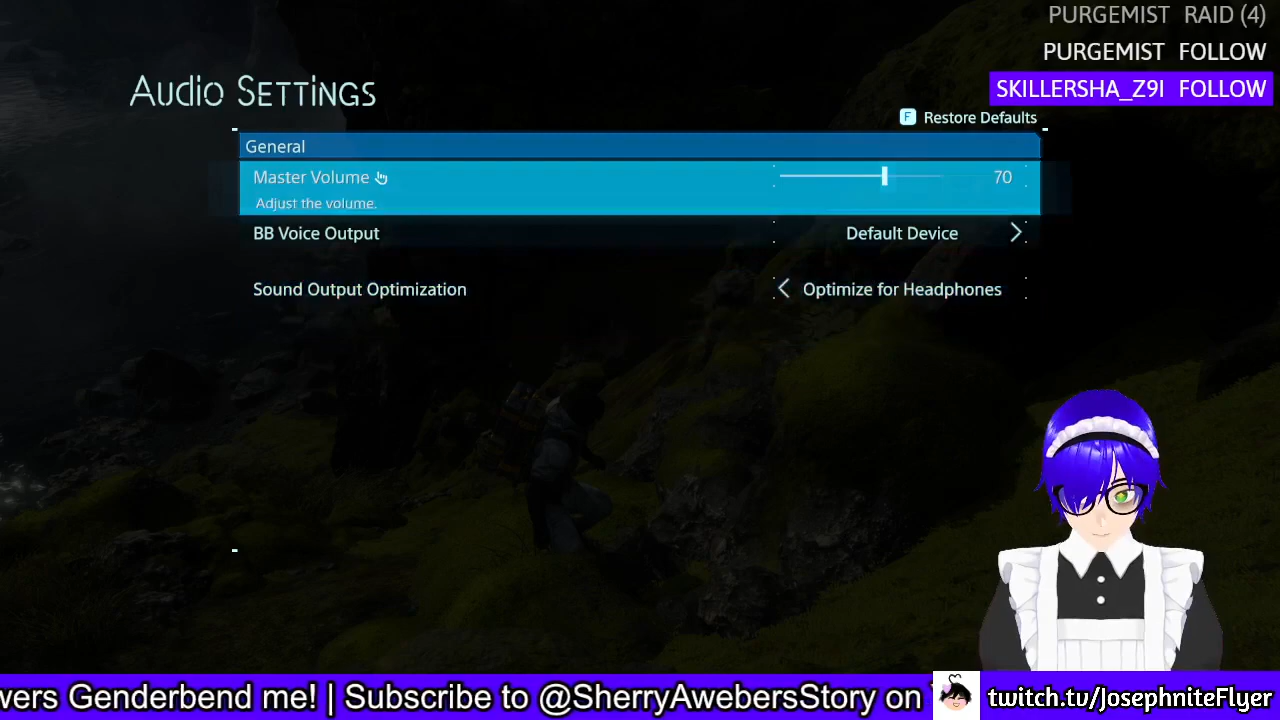 PURGEMIST RAID (4)
PURGEMIST FOLLOW
SKILLERSHA_Z9I FOLLOW
Audio Settings
F Restore Defaults
General
Master Volume 70
Adjust the volume.
BB Voice Output Default Device
Sound Output Optimization Optimize for Headphones
wers Genderbend me! | Subscribe to @SherryAwebersStory on
twitch.tv/JosephniteFlyer